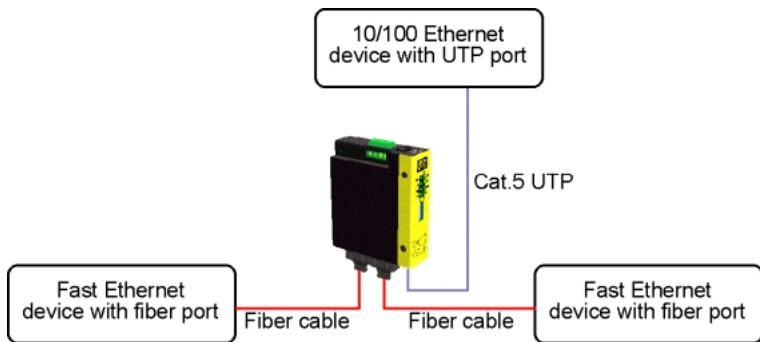 10/100 Ethernet
device with UTP port
Cat.5 UTP
Fast Ethernet
device with fiber port
Fiber cable
Fiber cable
Fast Ethernet
device with fiber port